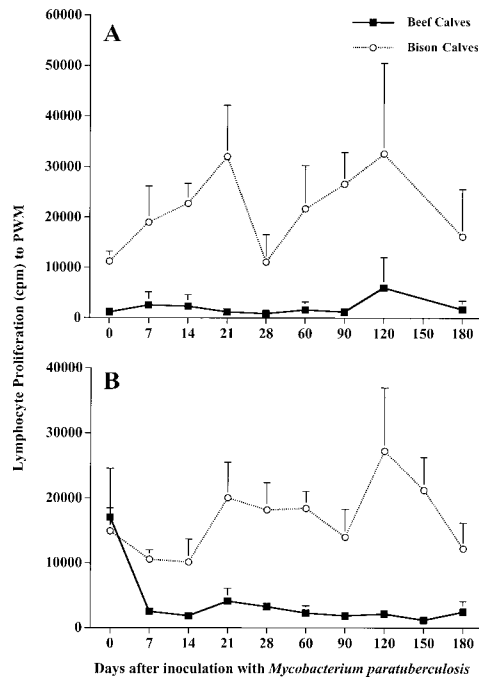 A
Beef Calves
Bison Calves
60000
50000
40000
30000
20000
10000
0
0 7 14 21 28 60 90 120 150 180
B
40000
30000
20000
10000
0
0 7 14 21 28 60 90 120 150 180
Lymphocyte Proliferation (cpm) to PWM
Days after inoculation with Mycobacterium paratuberculosis